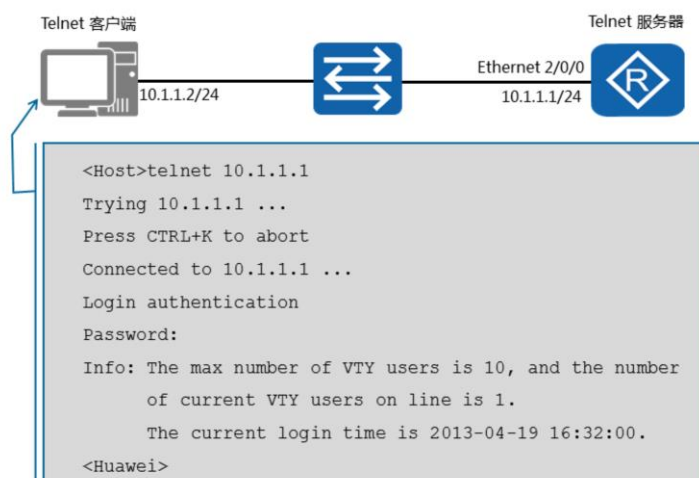 Telnet 客户端
Telnet 服务器
Ethernet 2/0/0
10.1.1.2/24
10.1.1.1/24
R
<Host>telnet 10.1.1.1
Trying 10.1.1.1 ...
Press CTRL+K to abort
Connected to 10.1.1.1 ...
Login authentication
Password:
Info: The max number of VTY users is 10, and the number
of current VTY users on line is 1.
The current login time is 2013-04-19 16:32:00.
<Huawei>